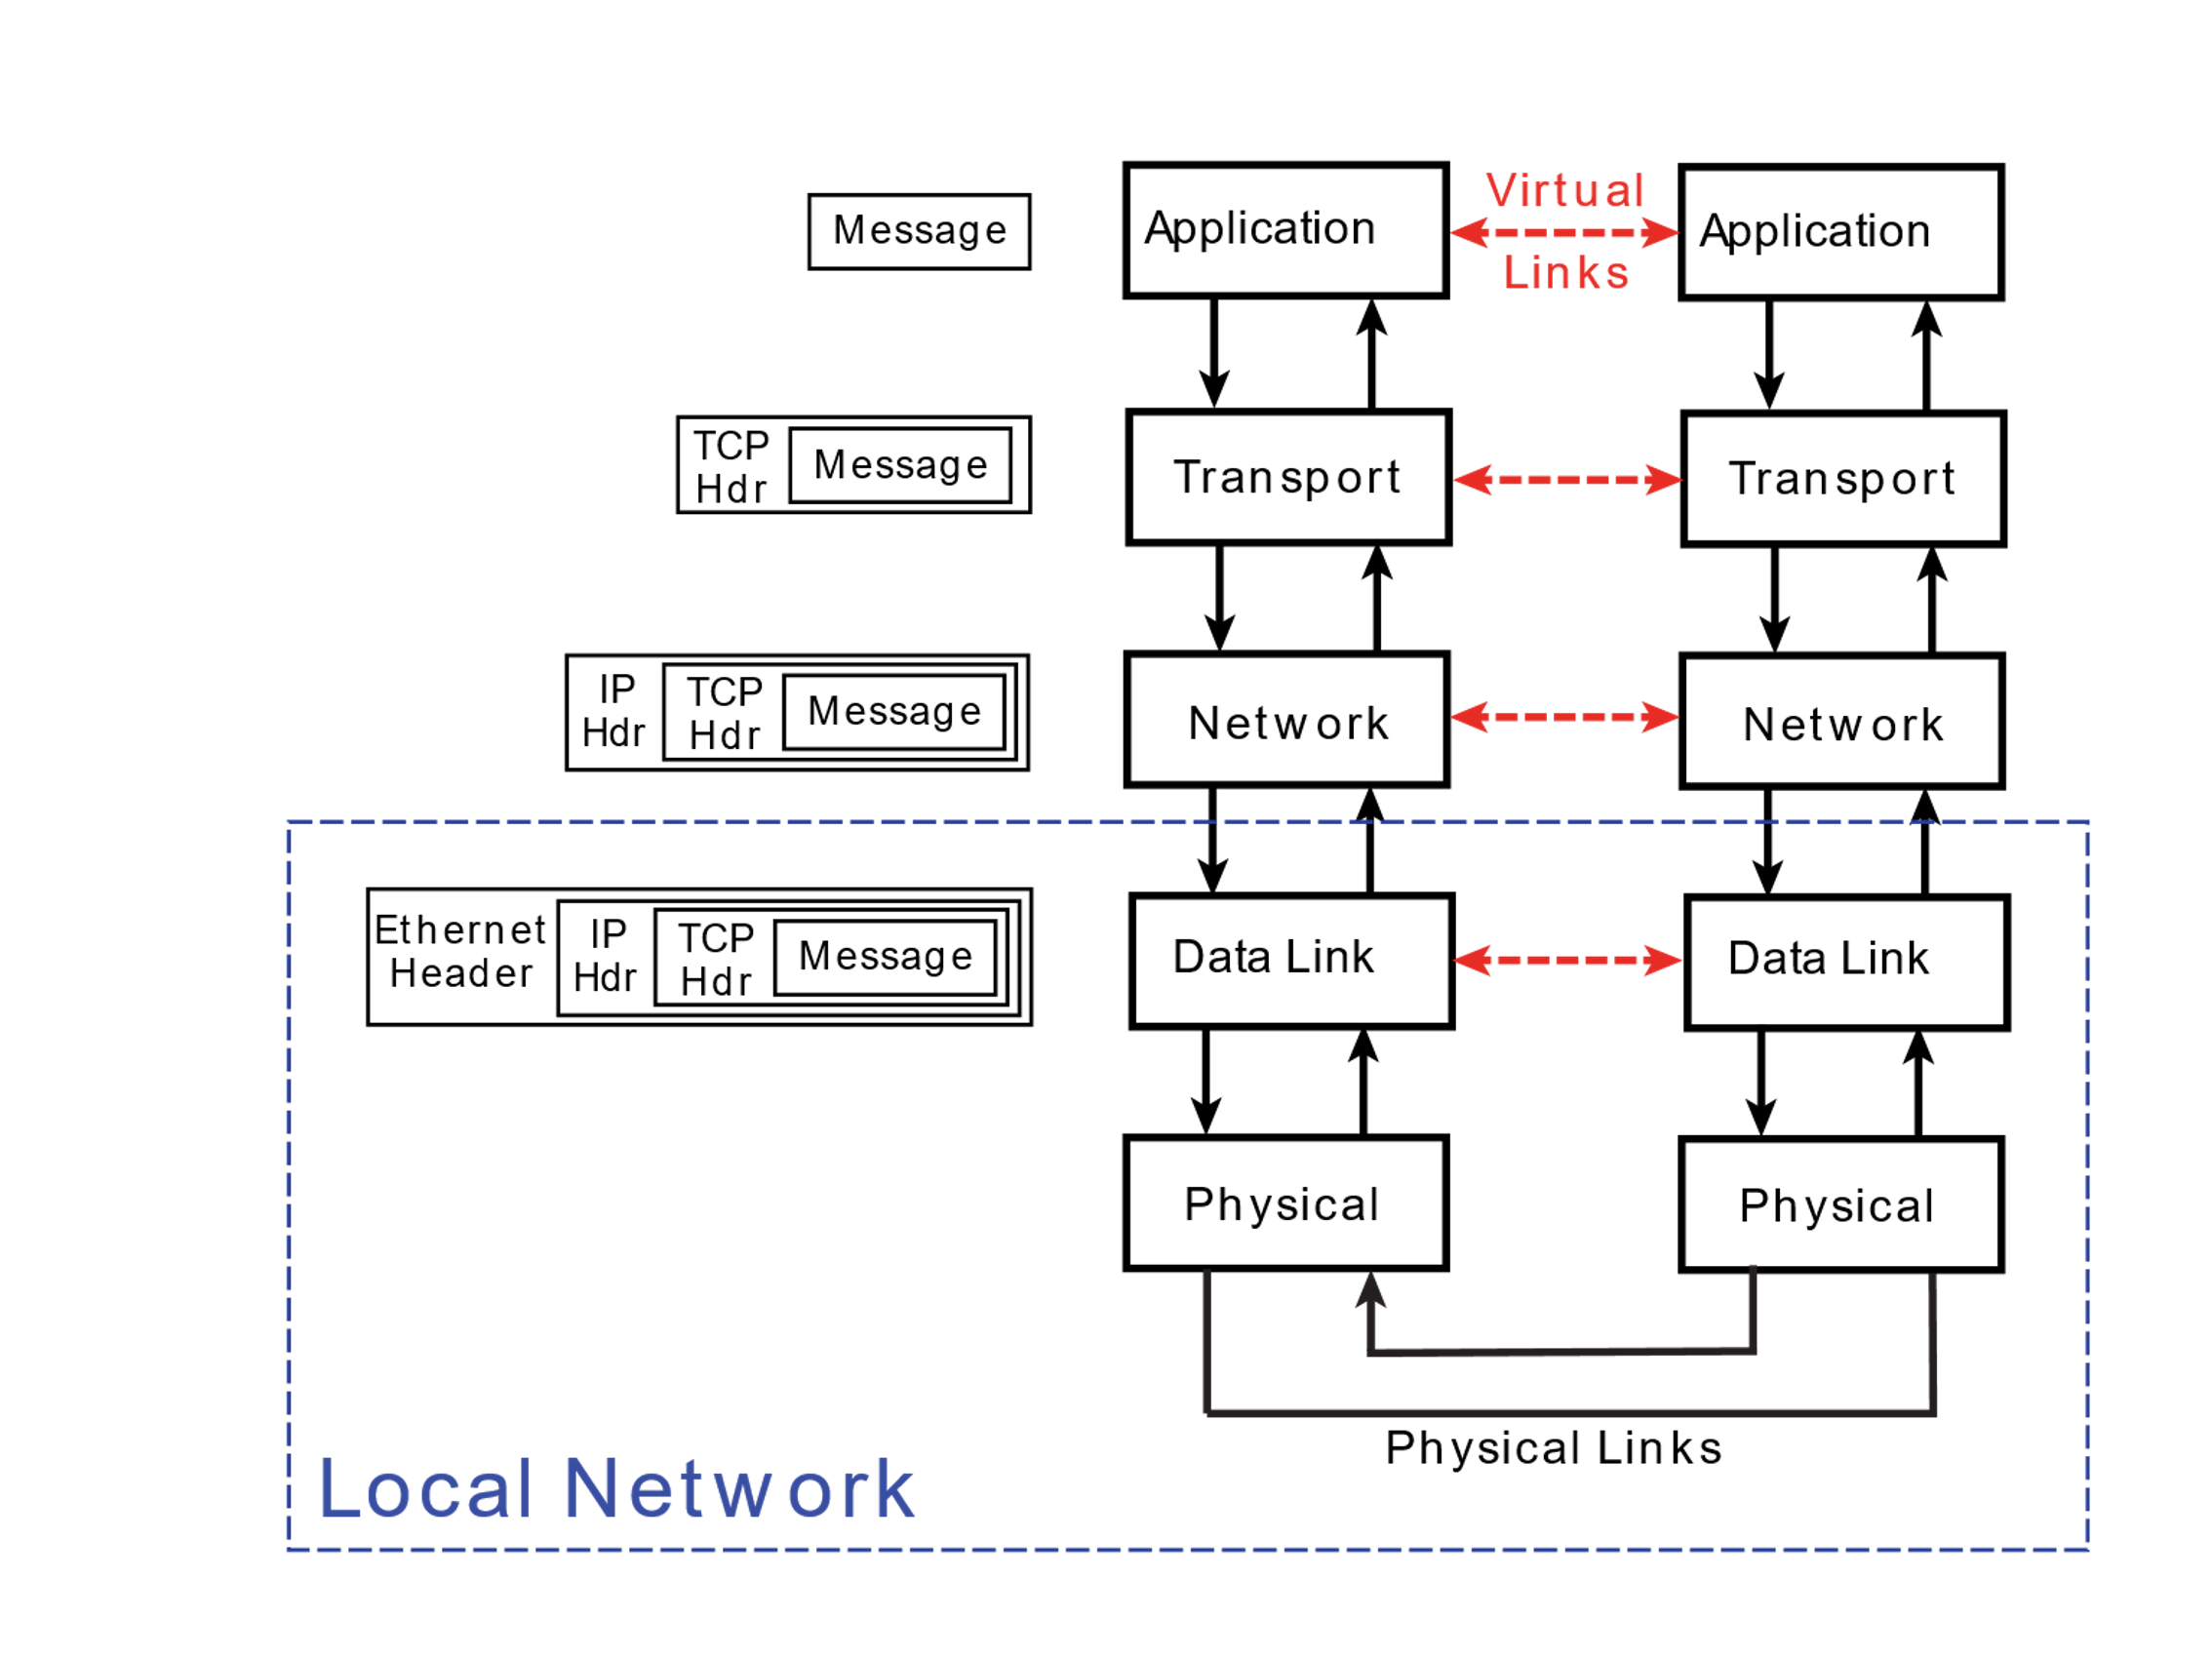 Message
Application
Virtual
Links
Application
TCP
Hdr
Message
Transport
Transport
IP
Hdr
TCP
Hdr
Message
Network
Network
Ethernet
Header
IP
Hdr
TCP
Hdr
Message
Data Link
Data Link
Physical
Physical
Physical Links
Local Network